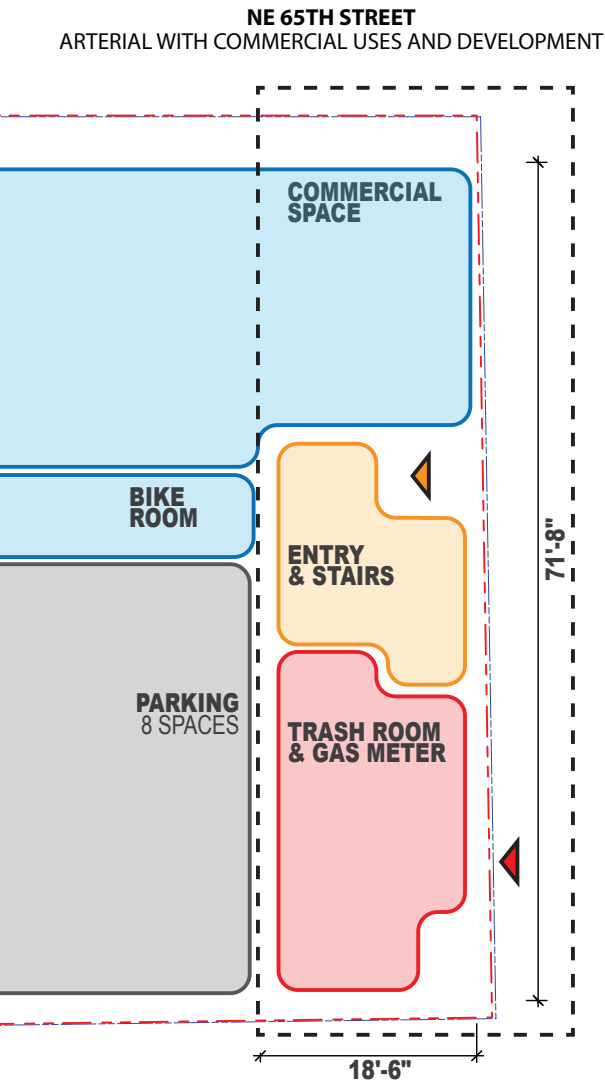 NE 65TH STREET
ARTERIAL WITH COMMERCIAL USES AND DEVELOPMENT
COMMERCIAL
SPACE
BIKE
ROOM
ENTRY
& STAIRS
71'-8"
PARKING
8 SPACES
TRASH ROOM
& GAS METER
18'-6"